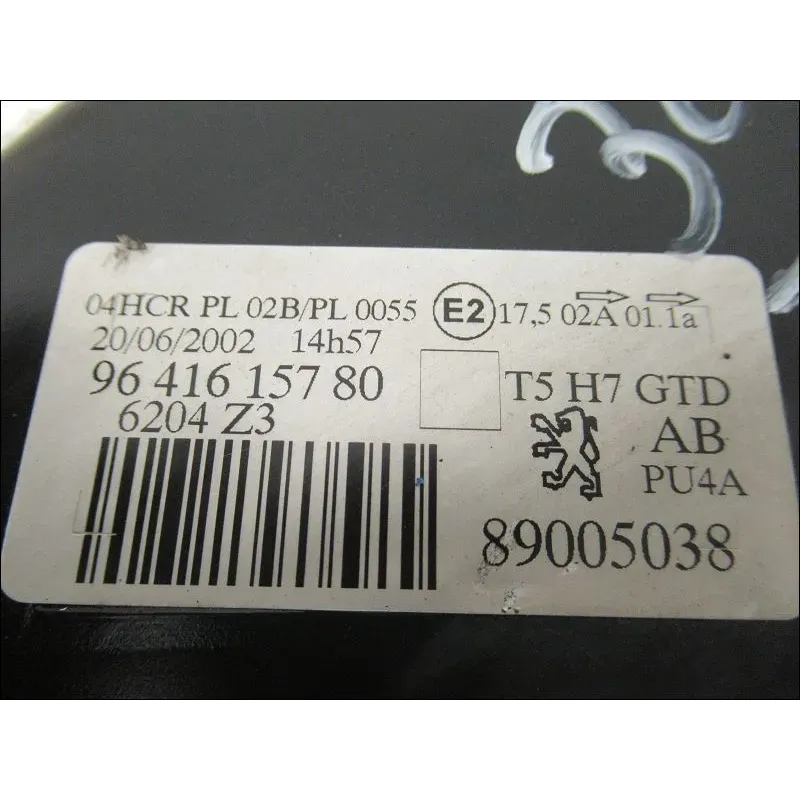 30
04HCR PL 02B/PL 0055 E2 17,5 02A 01.1a
20/06/2002 14h57
96 416 157 80 T5 H7 GTD
6204 Z3 AB
PU4A
89005038